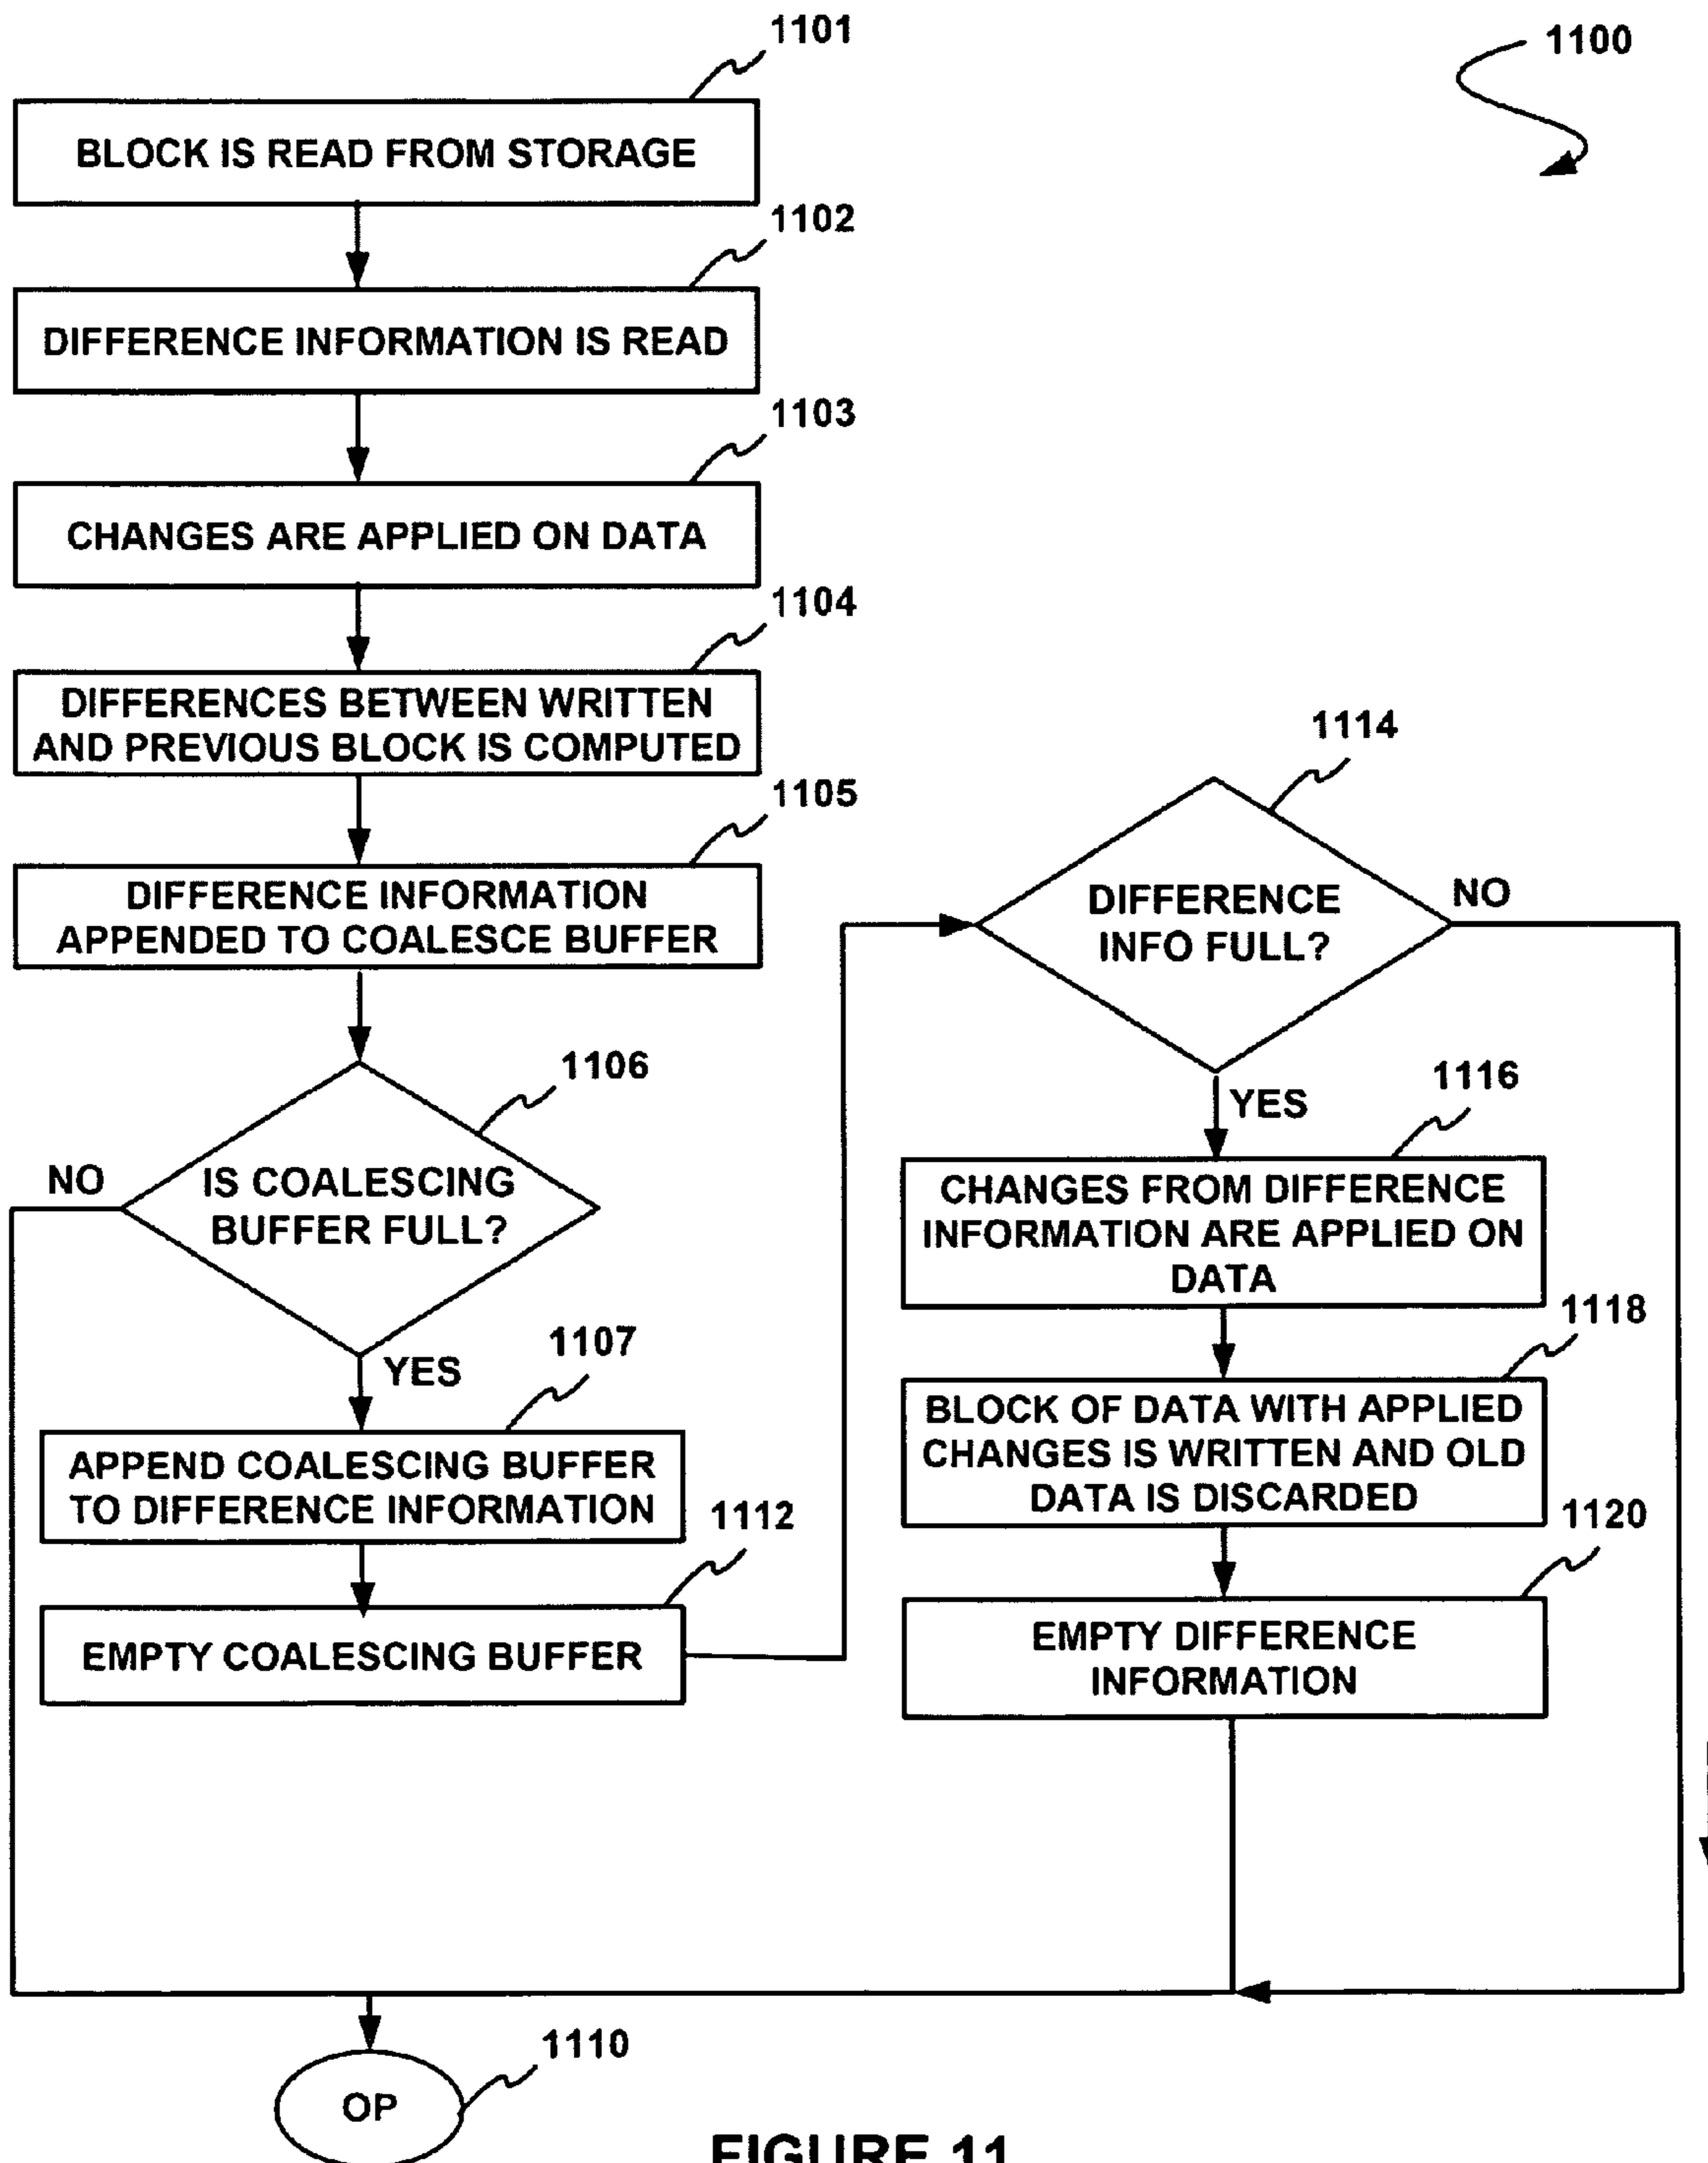 1101
1100
BLOCK IS READ FROM STORAGE
1102
DIFFERENCE INFORMATION IS READ
1103
CHANGES ARE APPLIED ON DATA
1104
DIFFERENCES BETWEEN WRITTEN
AND PREVIOUS BLOCK IS COMPUTED
1105
DIFFERENCE INFORMATION
APPENDED TO COALESCE BUFFER
1106
IS COALESCING
BUFFER FULL?
NO
YES
1107
APPEND COALESCING BUFFER
TO DIFFERENCE INFORMATION
1112
EMPTY COALESCING BUFFER
1114
DIFFERENCE
INFO FULL?
NO
YES
1116
CHANGES FROM DIFFERENCE
INFORMATION ARE APPLIED ON
DATA
1118
BLOCK OF DATA WITH APPLIED
CHANGES IS WRITTEN AND OLD
DATA IS DISCARDED
1120
EMPTY DIFFERENCE
INFORMATION
1110
OP
FIGURE 11